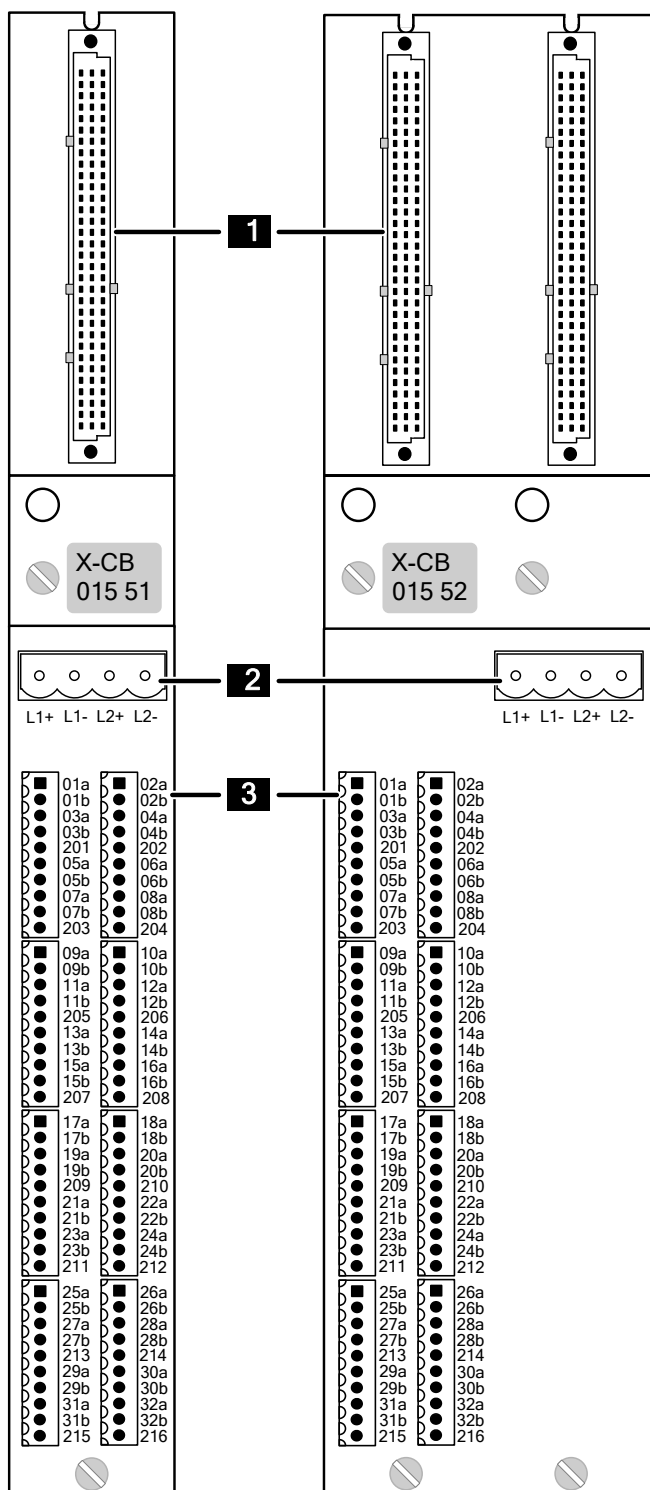 1
X-CB
015 51
X-CB
015 52
2
L1+ L1- L2+ L2-
L1+ L1- L2+ L2-
3
01a 02a
01b 02b
03a 04a
03b 04b
201 202
05a 06a
05b 06b
07a 08a
07b 08b
203 204
09a 10a
09b 10b
11a 12a
11b 12b
205 206
13a 14a
13b 14b
15a 16a
15b 16b
207 208
17a 18a
17b 18b
19a 20a
19b 20b
209 210
21a 22a
21b 22b
23a 24a
23b 24b
211 212
25a 26a
25b 26b
27a 28a
27b 28b
213 214
29a 30a
29b 30b
31a 32a
31b 32b
215 216
01a 02a
01b 02b
03a 04a
03b 04b
201 202
05a 06a
05b 06b
07a 08a
07b 08b
203 204
09a 10a
09b 10b
11a 12a
11b 12b
205 206
13a 14a
13b 14b
15a 16a
15b 16b
207 208
17a 18a
17b 18b
19a 20a
19b 20b
209 210
21a 22a
21b 22b
23a 24a
23b 24b
211 212
25a 26a
25b 26b
27a 28a
27b 28b
213 214
29a 30a
29b 30b
31a 32a
31b 32b
215 216